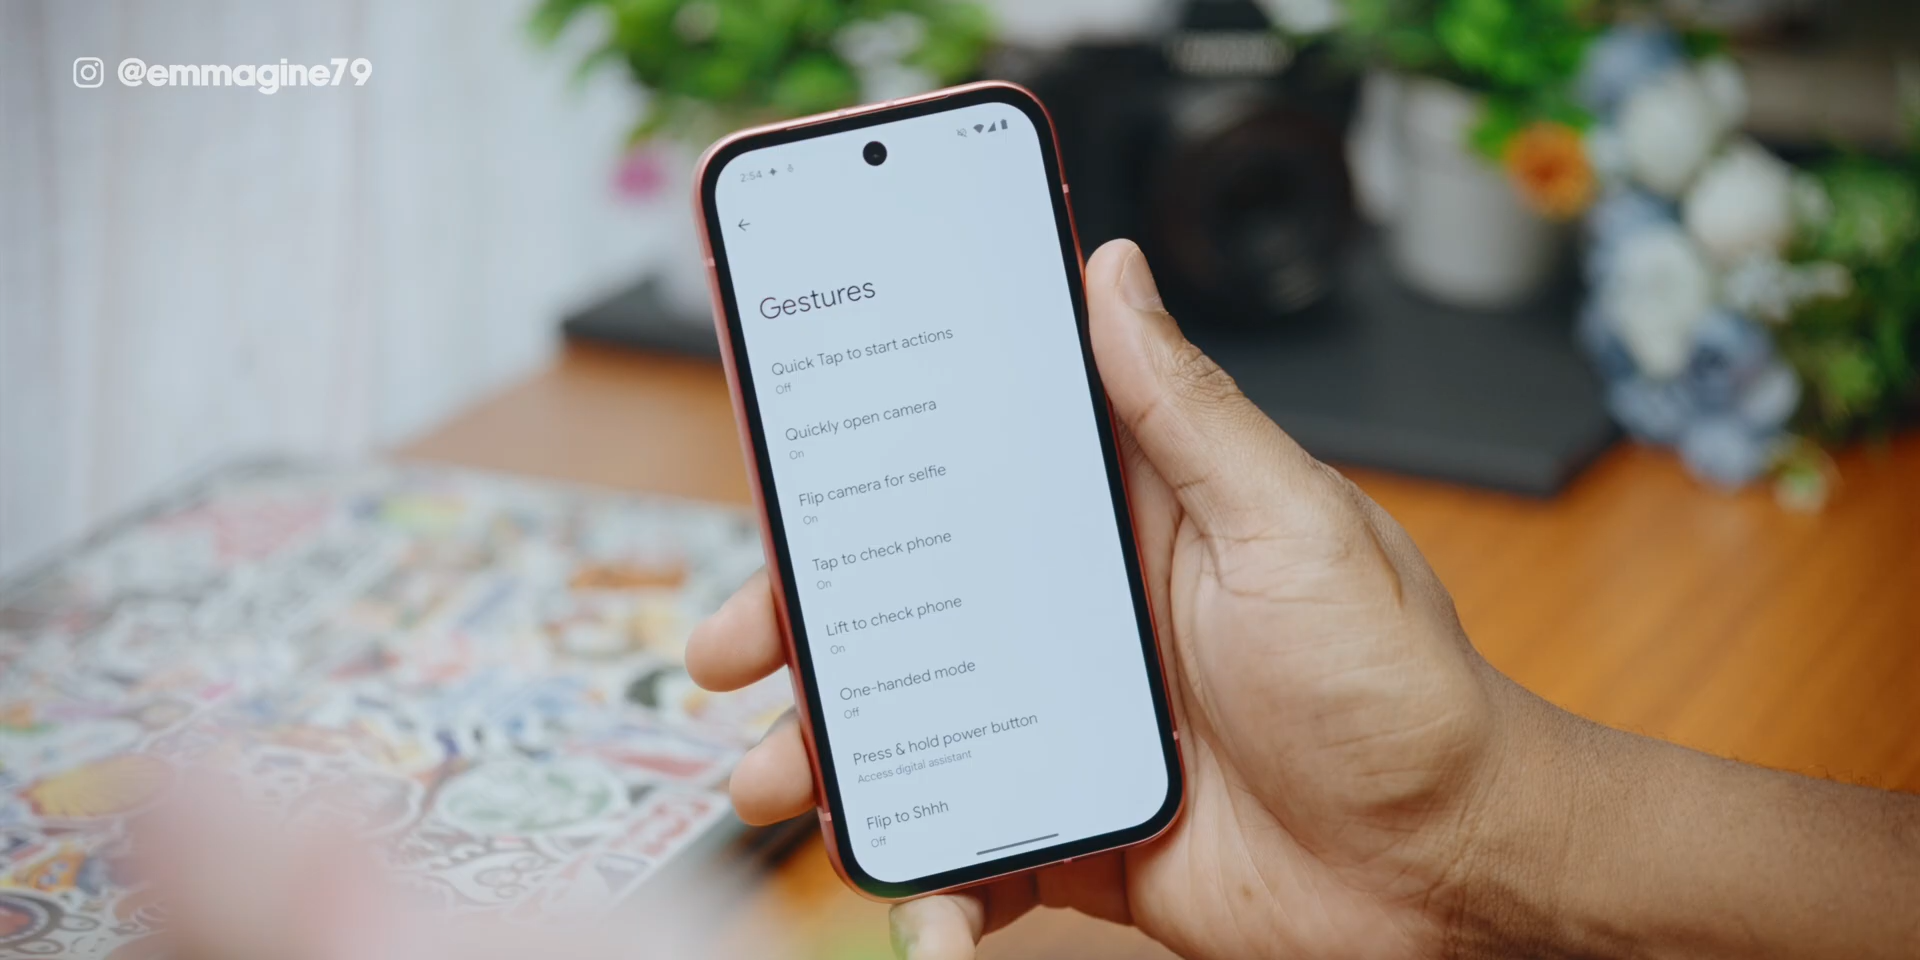 @emmagine79
2:54
Gestures
Quick Tap to start actions
Off
Quickly open camera
On
Flip camera for selfie
On
Tap to check phone
On
Lift to check phone
On
One-handed mode
Off
Press & hold power button
Access digital assistant
Flip to Shhh
Off